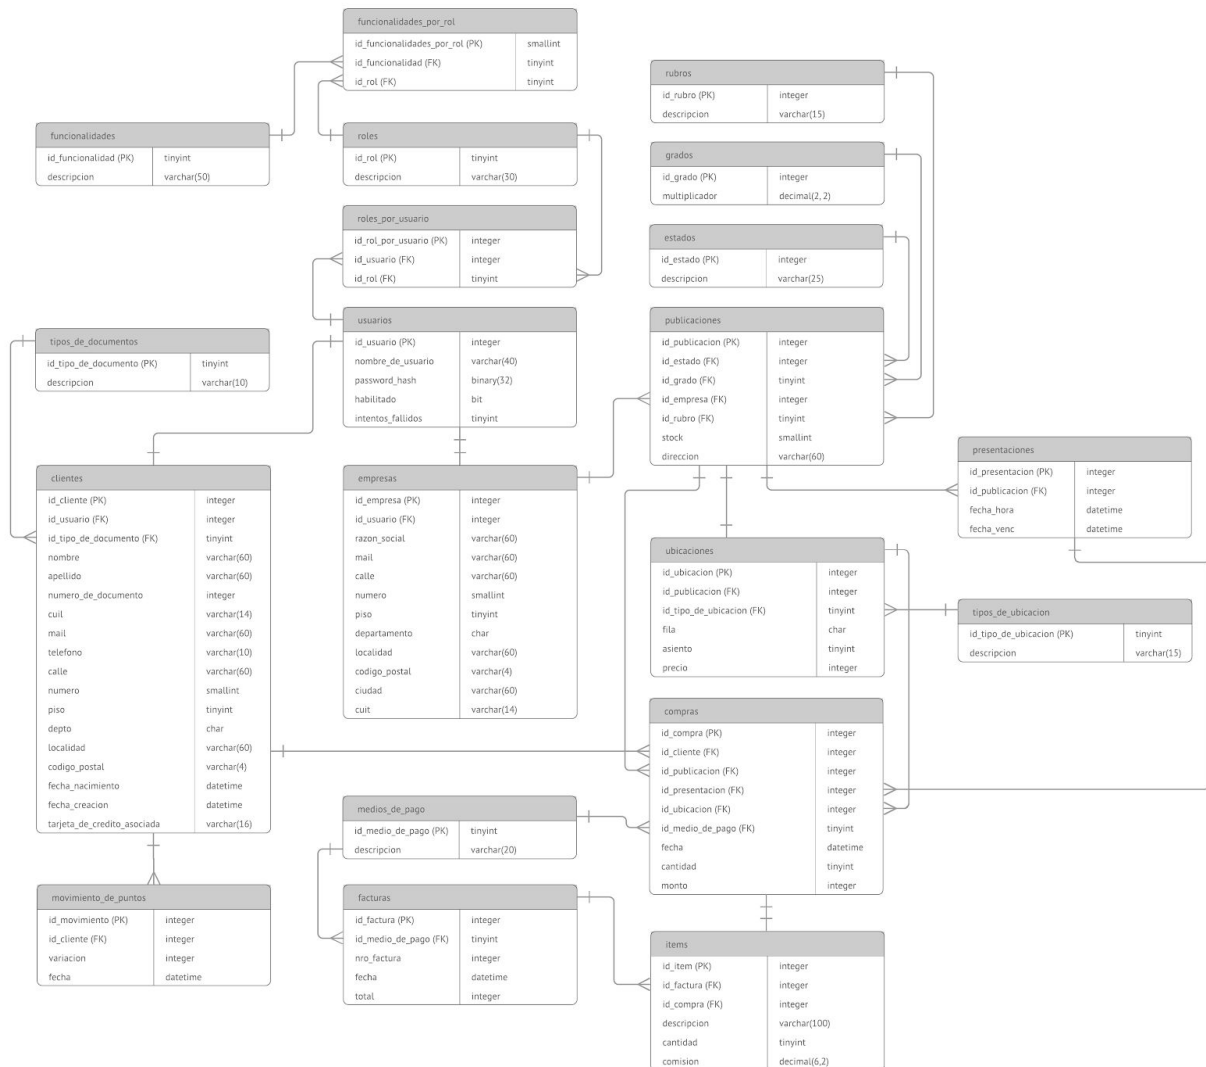 funcionalidades_por_rol
id_funcionalidades_por_rol (PK) smallint
id_funcionalidad (FK) tinyint
id_rol (FK) tinyint
funcionalidades
id_funcionalidad (PK) tinyint
descripcion varchar(50)
roles
id_rol (PK) tinyint
descripcion varchar(30)
roles_por_usuario
id_rol_por_usuario (PK) integer
id_usuario (FK) integer
id_rol (FK) tinyint
usuarios
id_usuario (PK) integer
nombre_de_usuario varchar(40)
password_hash binary(32)
habilitado bit
intentos_fallidos tinyint
tipos_de_documentos
id_tipo_de_documento (PK) tinyint
descripcion varchar(10)
clientes
id_cliente (PK) integer
id_usuario (FK) integer
id_tipo_de_documento (FK) tinyint
nombre varchar(60)
apellido varchar(60)
numero_de_documento integer
cuil varchar(14)
mail varchar(60)
telefono varchar(10)
calle varchar(60)
numero smallint
piso tinyint
depto char
localidad varchar(60)
codigo_postal varchar(4)
fecha_nacimiento datetime
fecha_creacion datetime
tarjeta_de_credito_asociada varchar(16)
movimiento_de_puntos
id_movimiento (PK) integer
id_cliente (FK) integer
variacion integer
fecha datetime
empresas
id_empresa (PK) integer
id_usuario (FK) integer
razon_social varchar(60)
mail varchar(60)
calle varchar(60)
numero smallint
piso tinyint
departamento char
localidad varchar(60)
codigo_postal varchar(4)
ciudad varchar(60)
cuit varchar(14)
medios_de_pago
id_medio_de_pago (PK) tinyint
descripcion varchar(20)
facturas
id_factura (PK) integer
id_medio_de_pago (FK) tinyint
nro_factura integer
fecha datetime
total integer
rubros
id_rubro (PK) integer
descripcion varchar(15)
grados
id_grado (PK) integer
multiplicador decimal(2, 2)
estados
id_estado (PK) integer
descripcion varchar(25)
publicaciones
id_publicacion (PK) integer
id_estado (FK) integer
id_grado (FK) tinyint
id_empresa (FK) integer
id_rubro (FK) tinyint
stock smallint
direccion varchar(60)
ubicaciones
id_ubicacion (PK) integer
id_publicacion (FK) integer
id_tipo_de_ubicacion (FK) tinyint
fila char
asiento tinyint
precio integer
compras
id_compra (PK) integer
id_cliente (FK) integer
id_publicacion (FK) integer
id_presentacion (FK) integer
id_ubicacion (FK) integer
id_medio_de_pago (FK) tinyint
fecha datetime
cantidad tinyint
monto integer
items
id_item (PK) integer
id_factura (FK) integer
id_compra (FK) integer
descripcion varchar(100)
cantidad tinyint
comision decimal(6,2)
presentaciones
id_presentacion (PK) integer
id_publicacion (FK) integer
fecha_hora datetime
fecha_venc datetime
tipos_de_ubicacion
id_tipo_de_ubicacion (PK) tinyint
descripcion varchar(15)